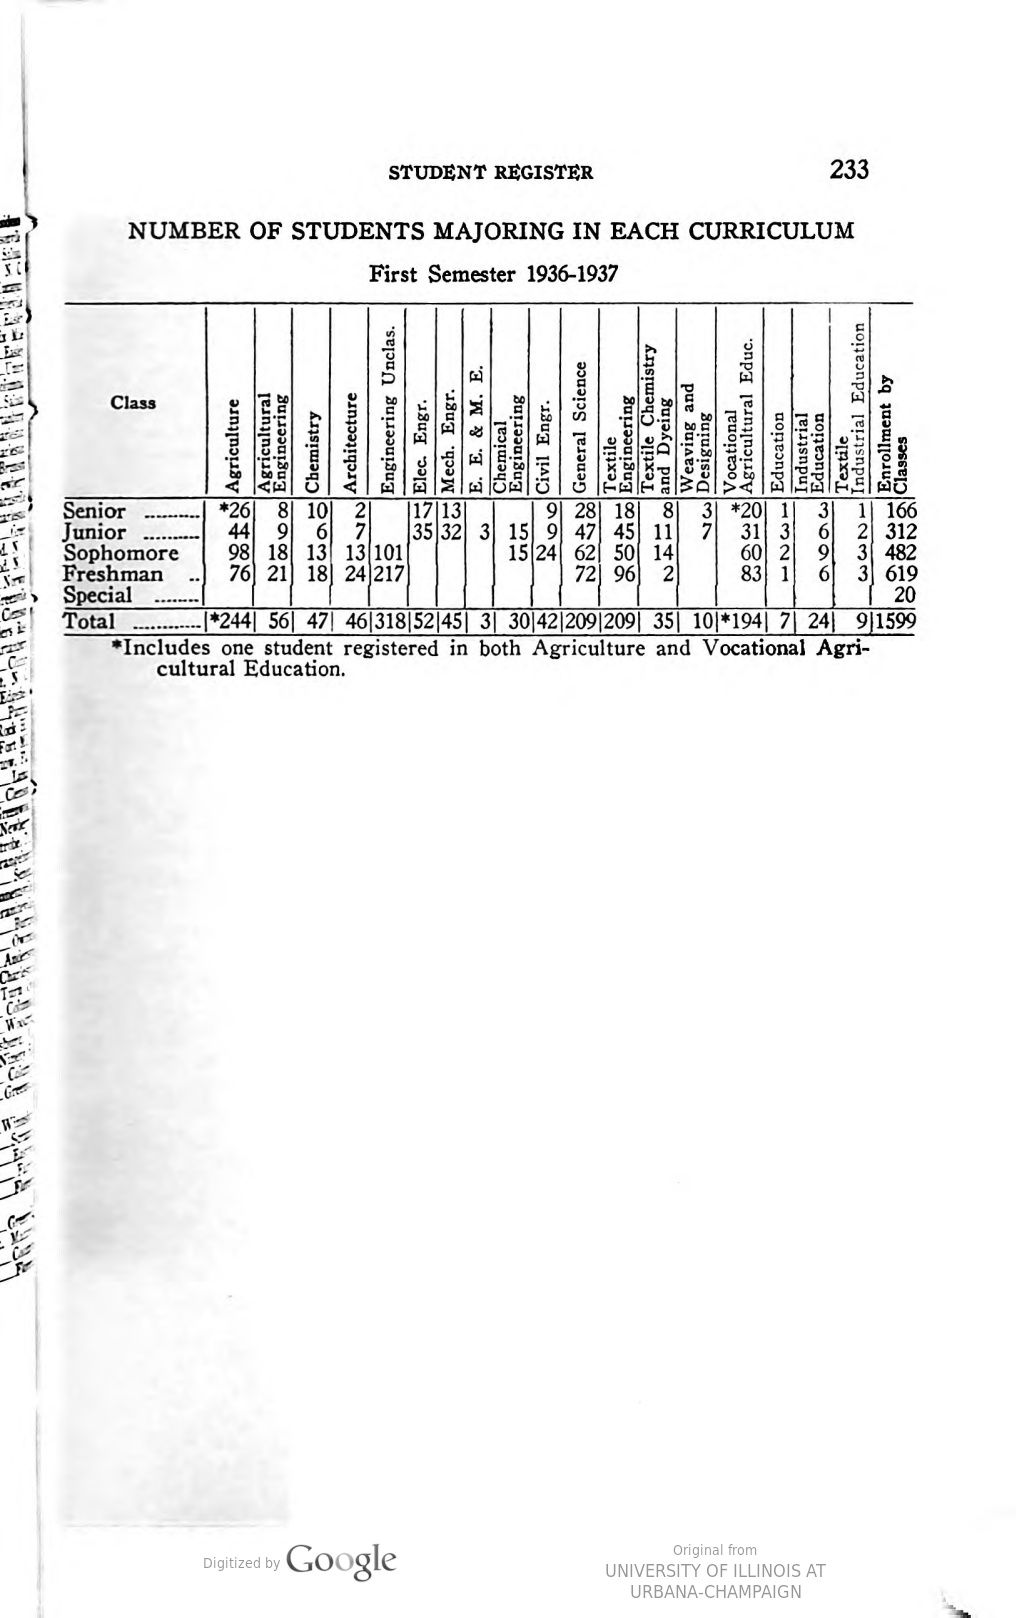 STUDENT REGISTER 233
NUMBER OF STUDENTS MAJORING IN EACH CURRICULUM
First Semester 1936-1937
Class
Agriculture
Agricultural
Engineering
Chemistry
Architecture
Engineering Unclas.
Elec. Engr.
Mech. Engr.
E. E. & M. E.
Chemical
Engineering
Civil Engr.
General Science
Textile
Engineering
Textile Chemistry
and Dyeing
Weaving and
Designing
Vocational
Agricultural Educ.
Education
Industrial
Education
Textile
Industrial Education
Enrollment by
Classes
Senior .......... *26 8 10 2 17 13 9 28 18 8 3 *20 1 3 1 166
Junior .......... 44 9 6 7 35 32 3 15 9 47 45 11 7 31 3 6 2 312
Sophomore 98 18 13 13 101 15 24 62 50 14 60 2 9 3 482
Freshman .. 76 21 18 24 217 72 96 2 83 1 6 3 619
Special ........ 20
Total ............ *244 56 47 46 318 52 45 3 30 42 209 209 35 10 *194 7 24 9 1599
*Includes one student registered in both Agriculture and Vocational Agri-
cultural Education.
Digitized by Google
Original from
UNIVERSITY OF ILLINOIS AT
URBANA-CHAMPAIGN